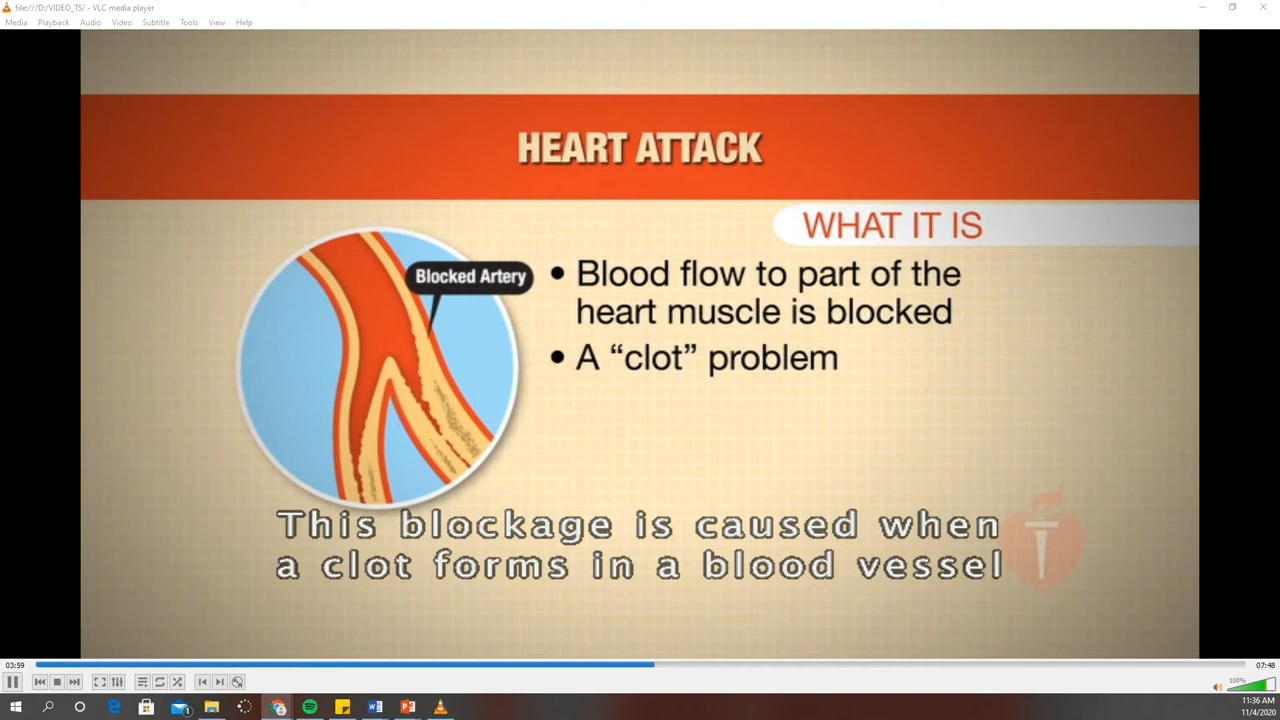 file:///D:/VIDEO_TS/ - VLC media player
Media Playback Audio Video Subtitle Tools View Help
HEART ATTACK
WHAT IT IS
Blocked Artery
• Blood flow to part of the
heart muscle is blocked
• A “clot” problem
This blockage is caused when
a clot forms in a blood vessel
03:59
07:48
100%
11:36 AM
11/4/2020